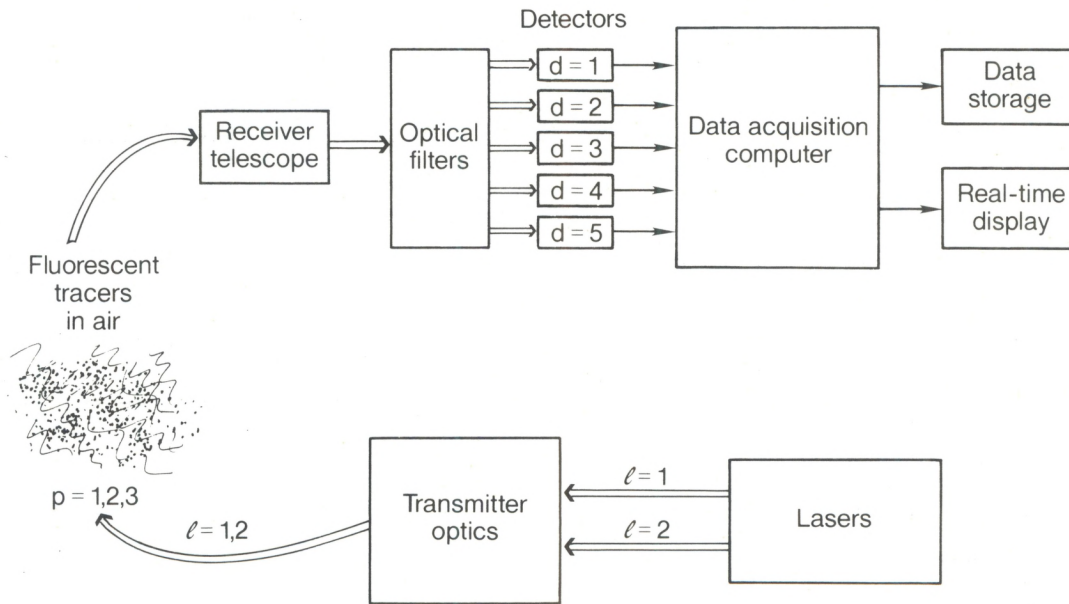 Detectors
Receiver
telescope
Optical
filters
d = 1
d = 2
d = 3
d = 4
d = 5
Data acquisition
computer
Data
storage
Real-time
display
Fluorescent
tracers
in air
p = 1,2,3
ℓ = 1,2
Transmitter
optics
ℓ = 1
ℓ = 2
Lasers